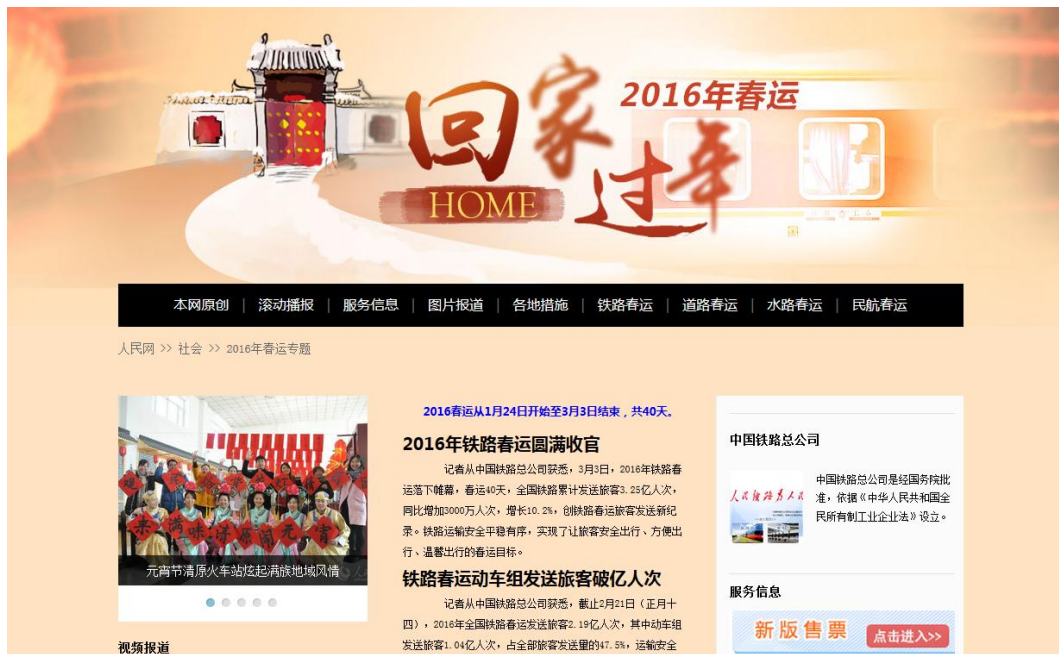 2016年春运
回家过年
HOME
本网原创 | 滚动播报 | 服务信息 | 图片报道 | 各地措施 | 铁路春运 | 道路春运 | 水路春运 | 民航春运
人民网 >> 社会 >> 2016年春运专题
元宵节清原火车站炫起满族地域风情
视频报道
2016春运从1月24日开始至3月3日结束，共40天。
2016年铁路春运圆满收官
记者从中国铁路总公司获悉，3月3日，2016年铁路春
运落下帷幕，春运40天，全国铁路累计发送旅客3.25亿人次，
同比增加3000万人次，增长10.2%，创铁路春运旅客发送新纪
录。铁路运输安全平稳有序，实现了让旅客安全出行、方便出
行、温馨出行的春运目标。
铁路春运动车组发送旅客破亿人次
记者从中国铁路总公司获悉，截止2月21日（正月十
四），2016年全国铁路春运发送旅客2.19亿人次，其中动车组
发送旅客1.04亿人次，占全部旅客发送量的47.5%，运输安全
中国铁路总公司
人民铁路为人民
中国铁路总公司是经国务院批
准，依据《中华人民共和国全
民所有制工业企业法》设立。
服务信息
新版售票
点击进入>>